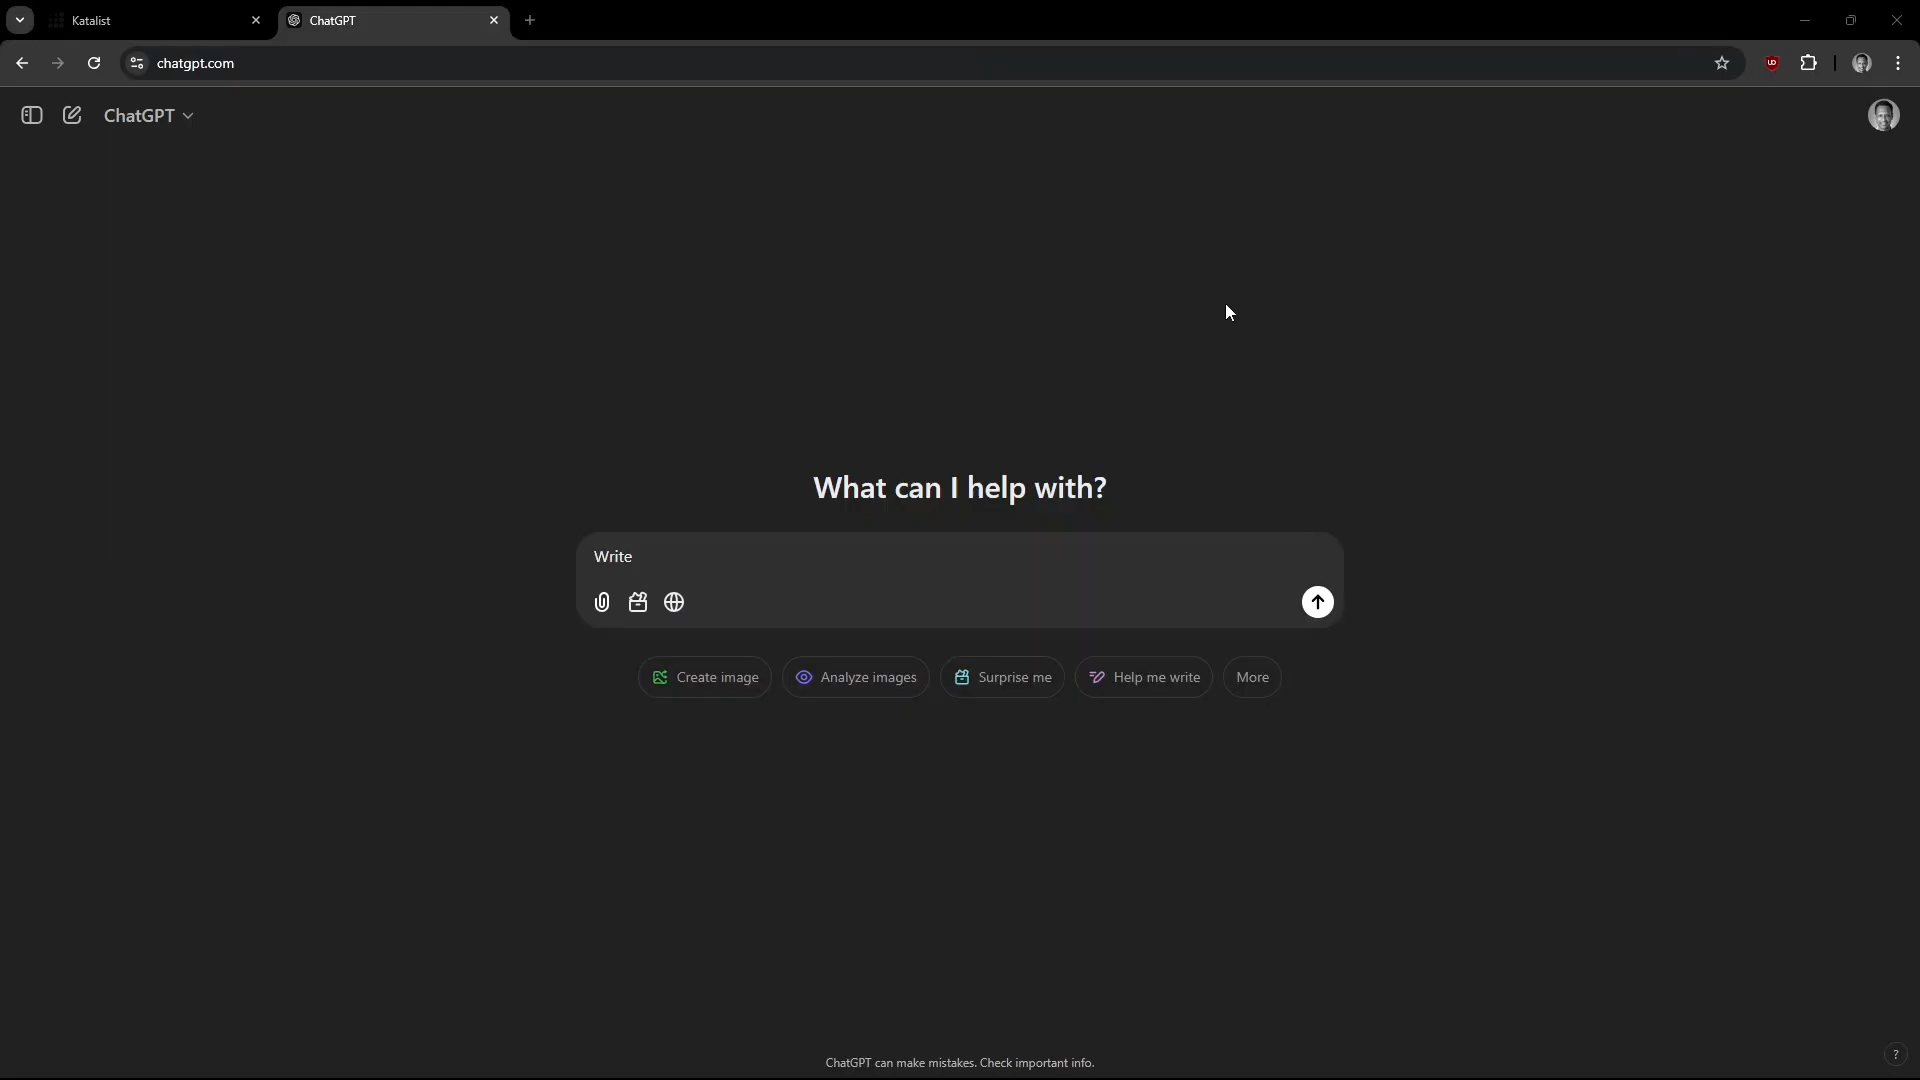 Katalist
ChatGPT
chatgpt.com
ChatGPT
What can I help with?
Write
Create image
Analyze images
Surprise me
Help me write
More
ChatGPT can make mistakes. Check important info.
?